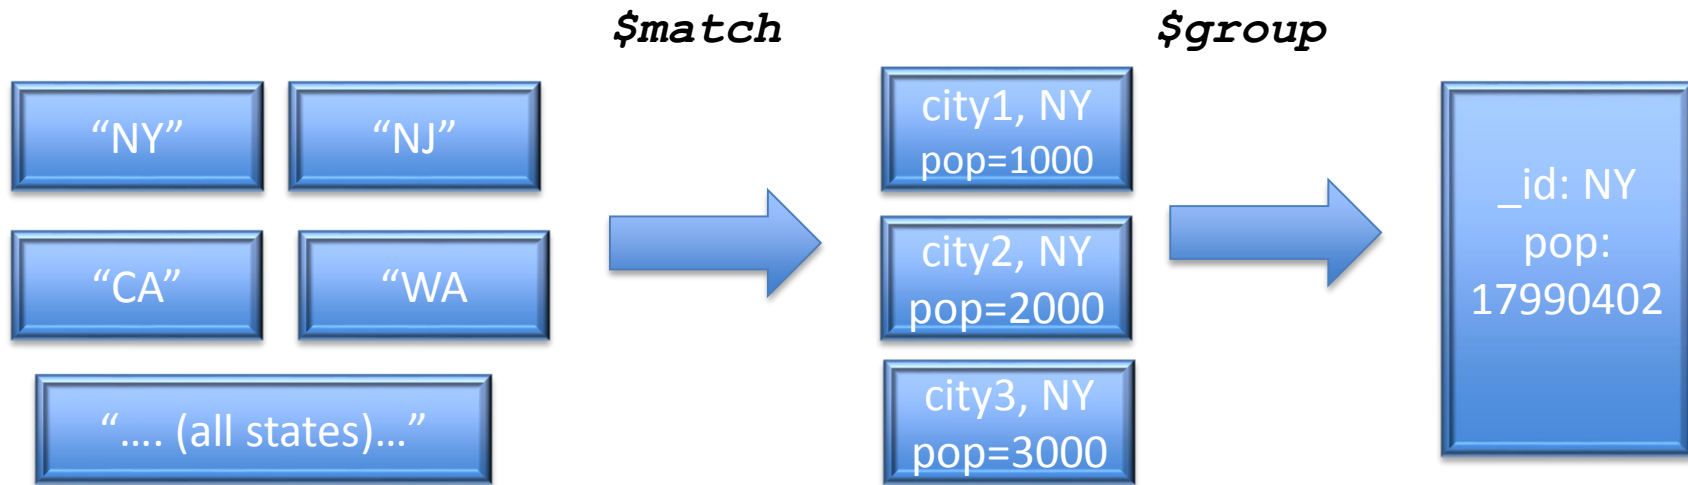 $match
$group
“NY”
“NJ”
“CA”
“WA
“…. (all states)…”
city1, NY
pop=1000
city2, NY
pop=2000
city3, NY
pop=3000
_id: NY
pop:
17990402